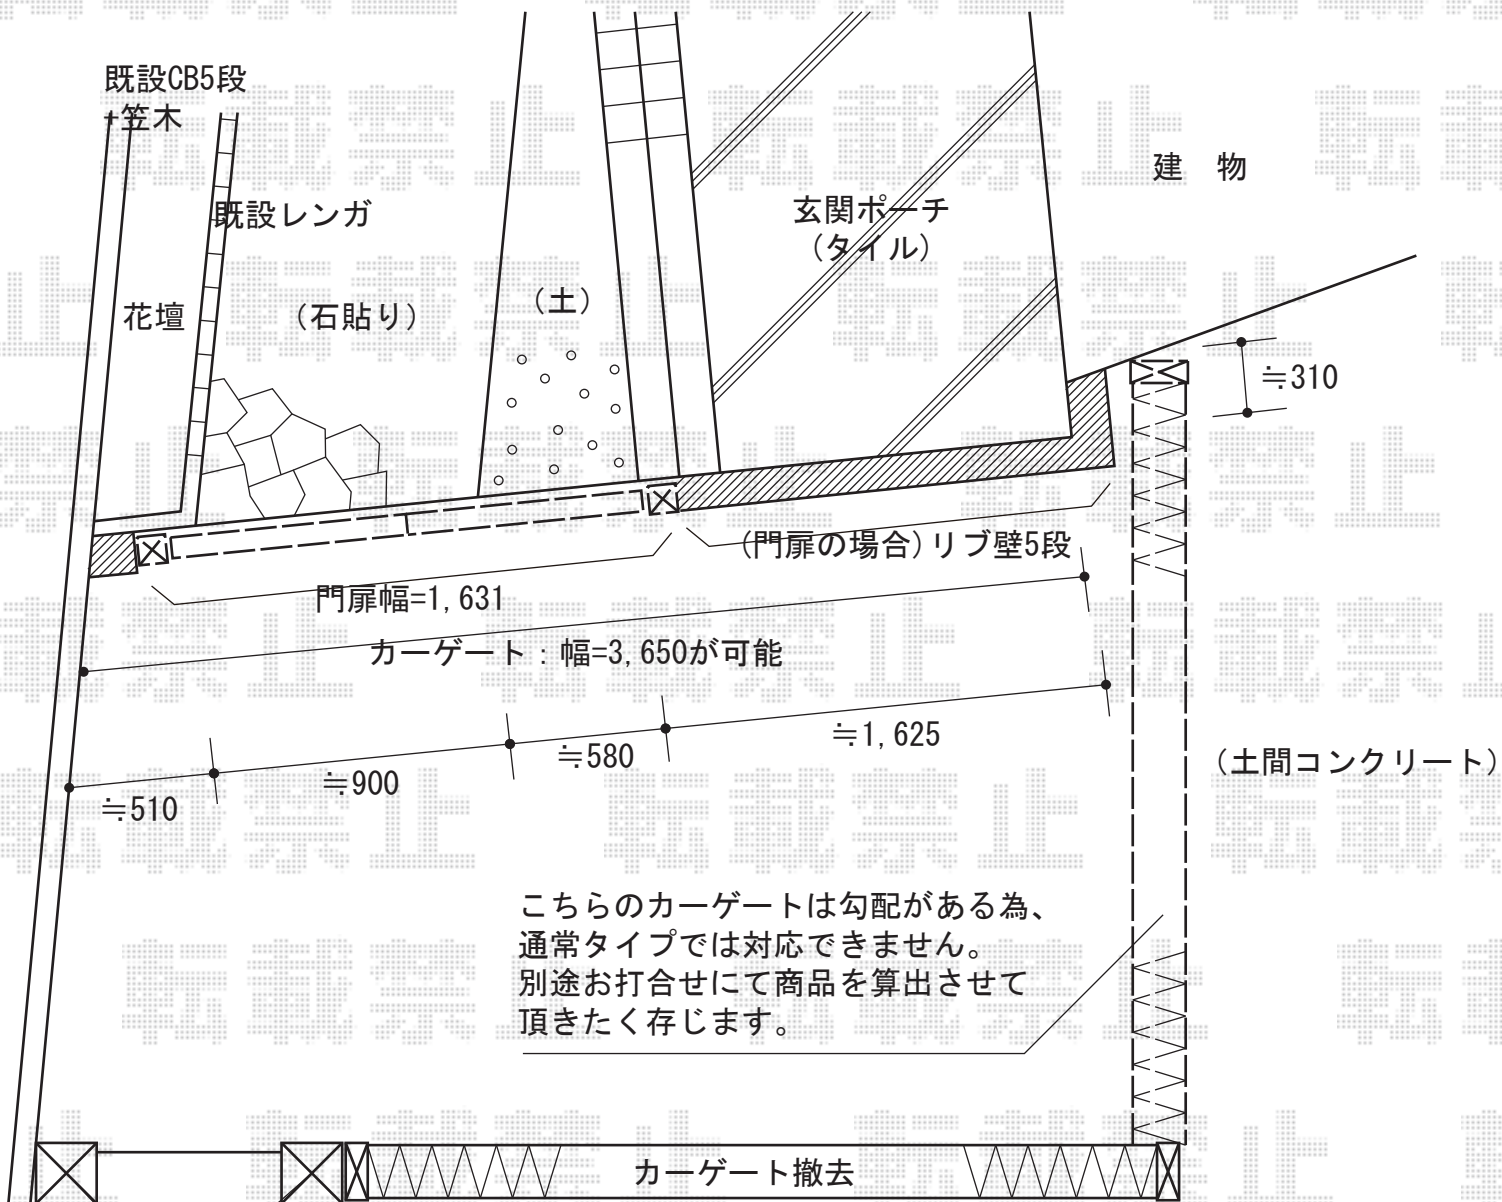 既設CB5段
+笠木
建　物
既設レンガ
玄関ポーチ
(タイル)
花壇
(石貼り)
(土)
≒310
(門扉の場合)リブ壁5段
門扉幅=1,631
カーゲート：幅=3,650が可能
≒1,625
≒580
≒900
≒510
(土間コンクリート)
こちらのカーゲートは勾配がある為、
通常タイプでは対応できません。
別途お打合せにて商品を算出させて
頂きたく存じます。
カーゲート撤去
転載禁止